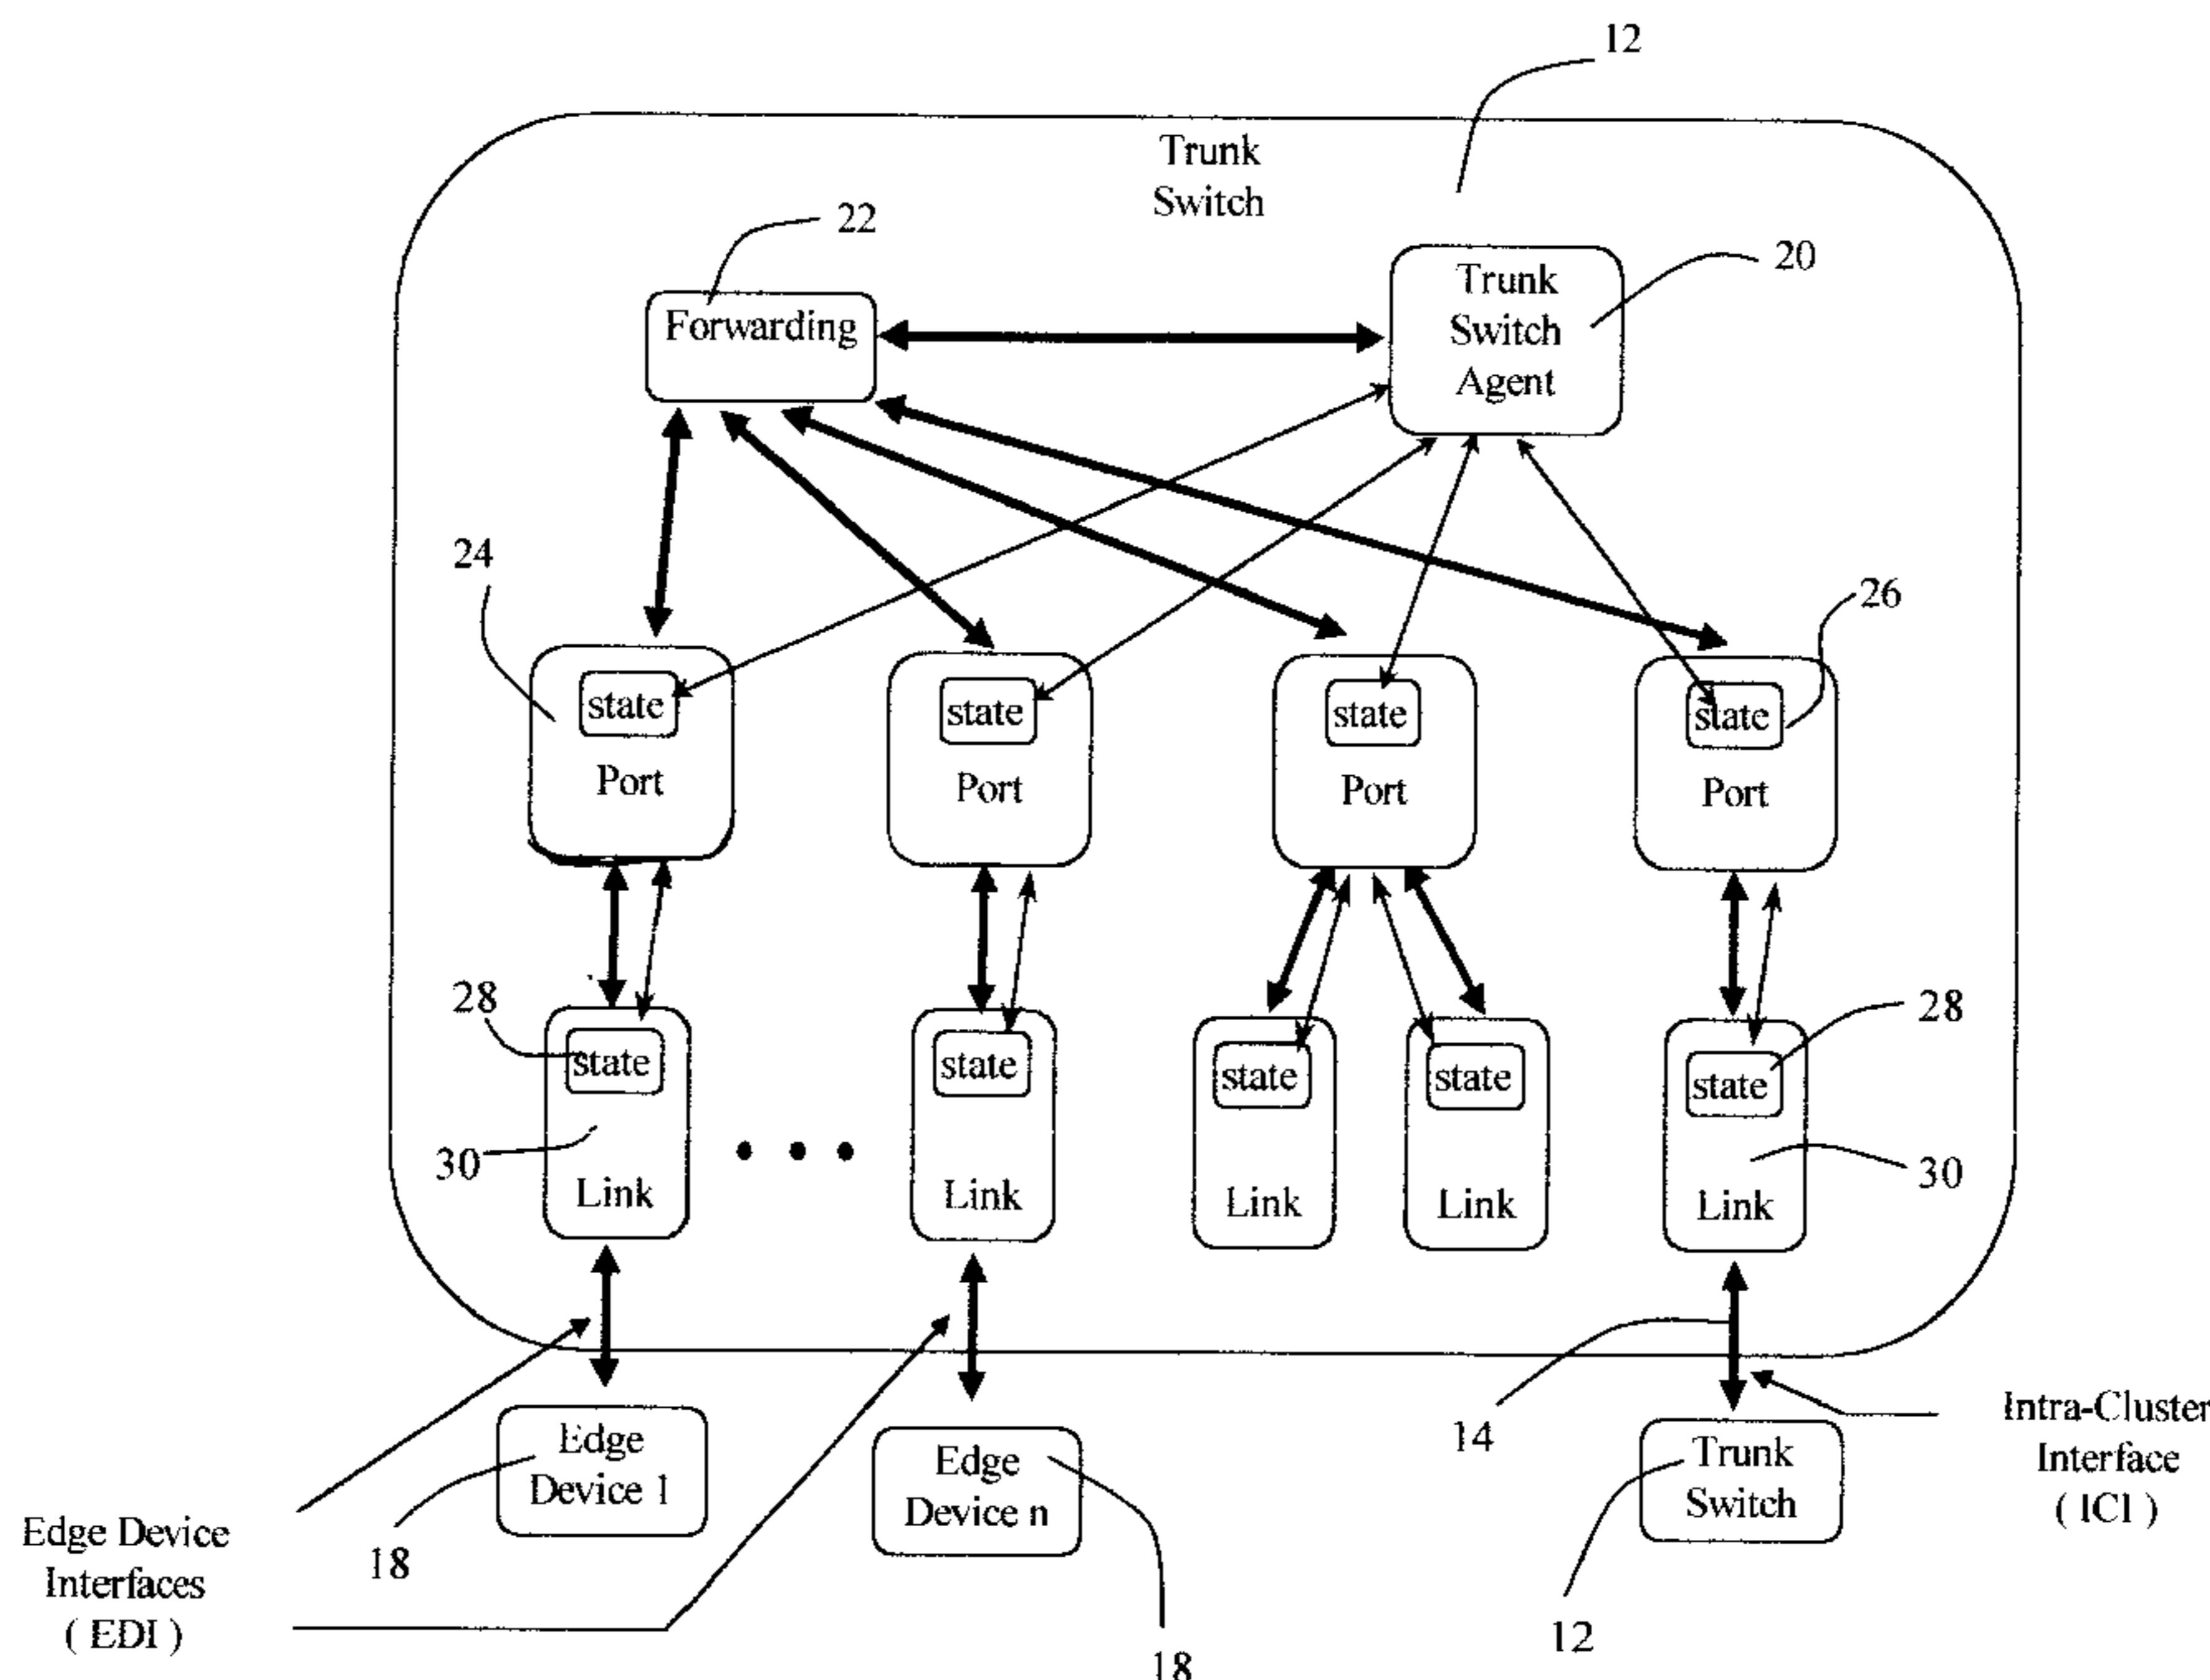 12
Trunk
Switch
22
20
Forwarding
Trunk
Switch
Agent
24
26
state
state
state
state
Port
Port
Port
Port
28
28
state
state
state
state
state
30
30
Link
Link
Link
Link
Link
14
Edge
Device 1
Edge
Device n
Trunk
Switch
Intra-Cluster
Interface
( ICI )
Edge Device
Interfaces
( EDI )
18
18
12